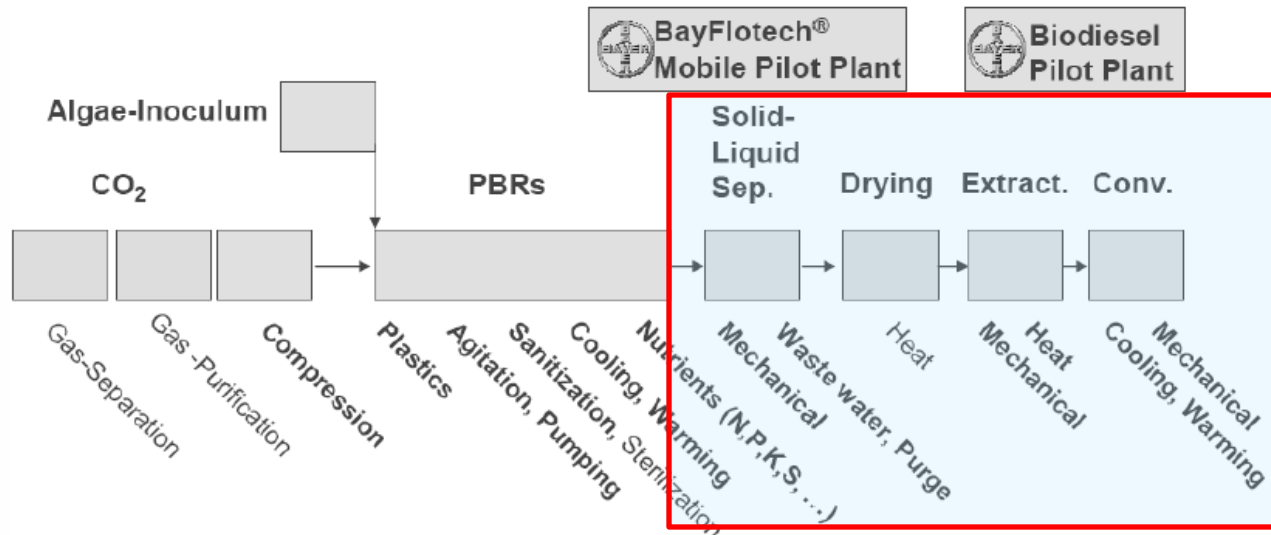 BayFlotech®
Mobile Pilot Plant
Biodiesel
Pilot Plant
BAYER
BAYER
Algae-Inoculum
CO₂
PBRs
Solid-
Liquid
Sep.
Drying
Extract.
Conv.
Gas-Separation
Gas -Purification
Compression
Plastics
Agitation, Pumping
Sanitization, Sterilization
Cooling, Warming
Nutrients (N,P,K,S, ...)
Mechanical
Waste water, Purge
Heat
Mechanical
Heat
Cooling, Warming
Mechanical